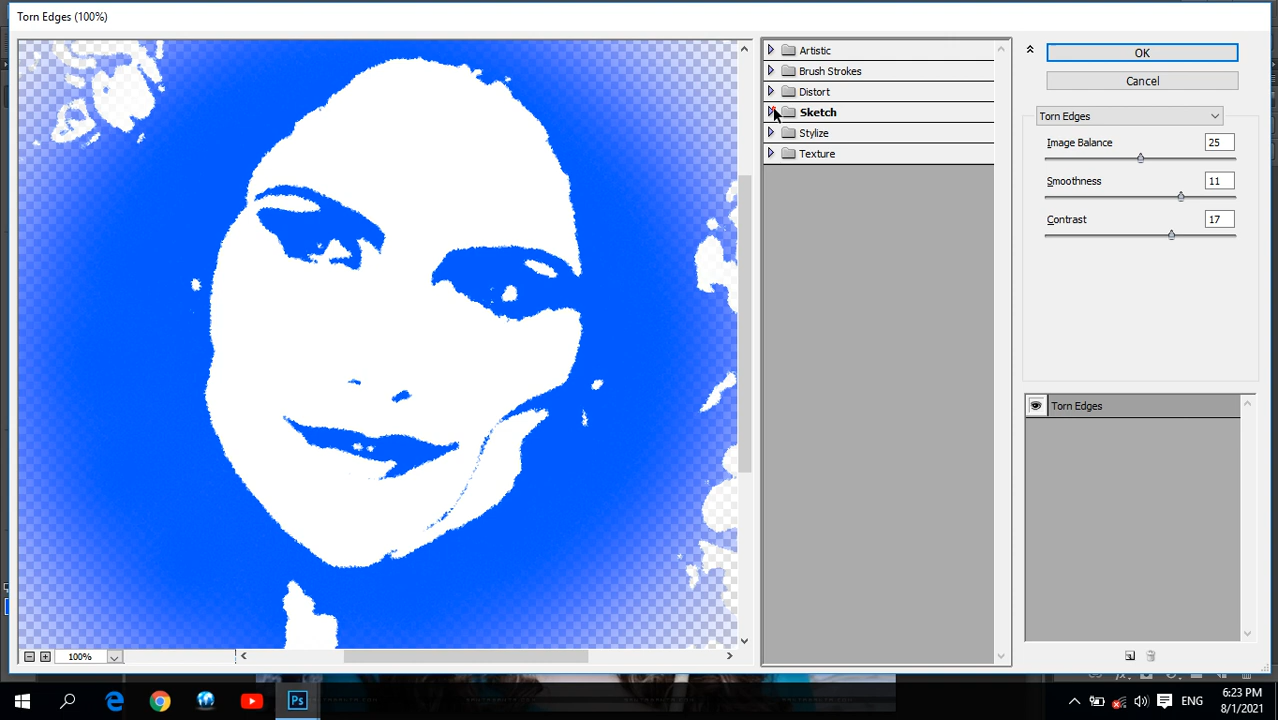 Torn Edges (100%)
Artistic
Brush Strokes
Distort
Sketch
Stylize
Texture
OK
Cancel
Torn Edges
Image Balance 25
Smoothness 11
Contrast 17
Torn Edges
100%
Ps
ENG
6:23 PM
8/1/2021